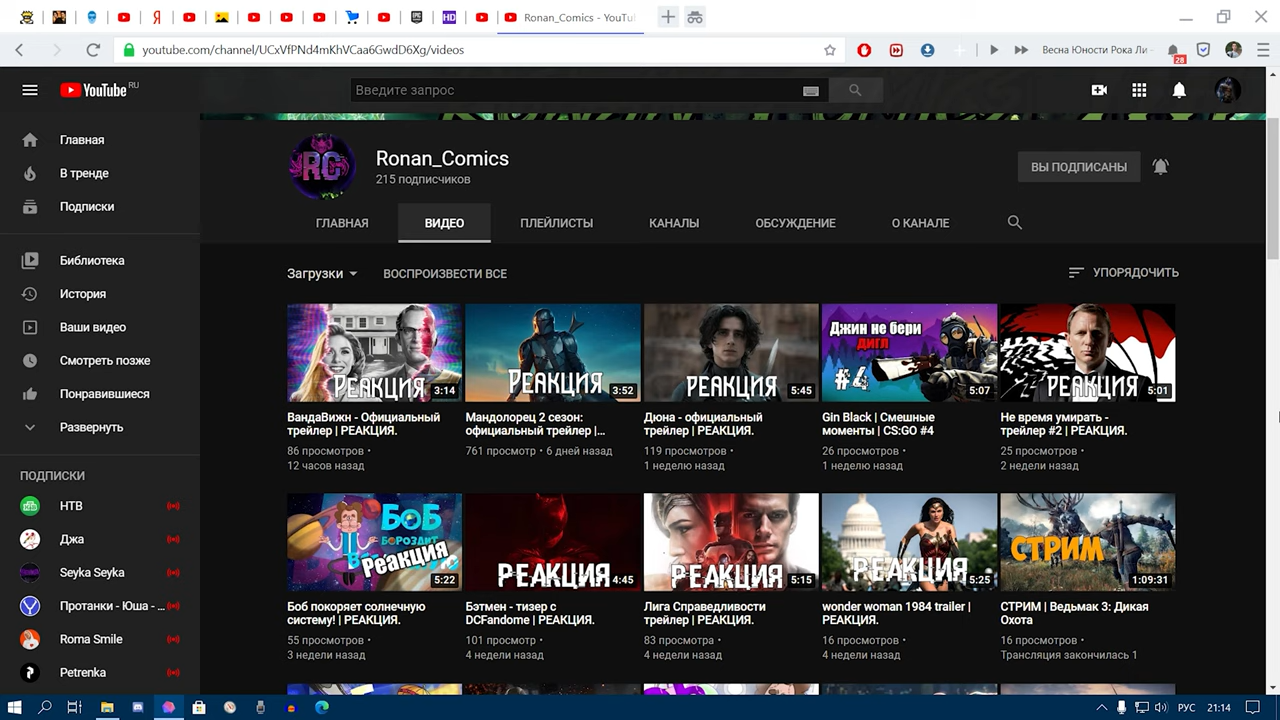 Ronan_Comics - YouTu
youtube.com/channel/UCxVfPNd4mKhVCaa6GwdD6Xg/videos
Весна Юности Рока Ли -
28
YouTube RU
Введите запрос
Главная
В тренде
Подписки
Библиотека
История
Ваши видео
Смотреть позже
Понравившиеся
Развернуть
ПОДПИСКИ
НТВ
Джа
Seyka Seyka
Протанки - Юша - ...
Roma Smile
Petrenka
RC
Ronan_Comics
215 подписчиков
ВЫ ПОДПИСАНЫ
ГЛАВНАЯ
ВИДЕО
ПЛЕЙЛИСТЫ
КАНАЛЫ
ОБСУЖДЕНИЕ
О КАНАЛЕ
Загрузки
ВОСПРОИЗВЕСТИ ВСЕ
УПОРЯДОЧИТЬ
РЕАКЦИЯ
3:14
ВандаВижн - Официальный
трейлер | РЕАКЦИЯ.
86 просмотров •
12 часов назад
РЕАКЦИЯ
3:52
Мандолорец 2 сезон:
официальный трейлер |...
761 просмотр • 6 дней назад
РЕАКЦИЯ
5:45
Дюна - официальный
трейлер | РЕАКЦИЯ.
119 просмотров •
1 неделю назад
Джин не бери
дигл
#4
5:07
Gin Black | Смешные
моменты | CS:GO #4
26 просмотров •
1 неделю назад
РЕАКЦИЯ
5:01
Не время умирать -
трейлер #2 | РЕАКЦИЯ.
25 просмотров •
2 недели назад
БОБ
БОРОЗДИТ
Реакция
5:22
Боб покоряет солнечную
систему! | РЕАКЦИЯ.
55 просмотров •
3 недели назад
РЕАКЦИЯ
4:45
Бэтмен - тизер с
DCFandome | РЕАКЦИЯ.
101 просмотр •
4 недели назад
РЕАКЦИЯ
5:15
Лига Справедливости
трейлер | РЕАКЦИЯ.
83 просмотра •
4 недели назад
РЕАКЦИЯ
5:25
wonder woman 1984 trailer |
РЕАКЦИЯ.
16 просмотров •
4 недели назад
СТРИМ
1:09:31
СТРИМ | Ведьмак 3: Дикая
Охота
16 просмотров •
Трансляция закончилась 1
РУС
21:14